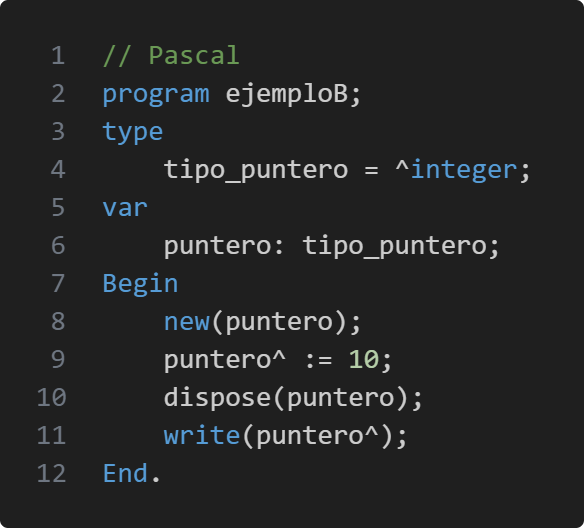 1 // Pascal
2 program ejemploB;
3 type
4     tipo_puntero = ^integer;
5 var
6     puntero: tipo_puntero;
7 Begin
8     new(puntero);
9     puntero^ := 10;
10     dispose(puntero);
11     write(puntero^);
12 End.